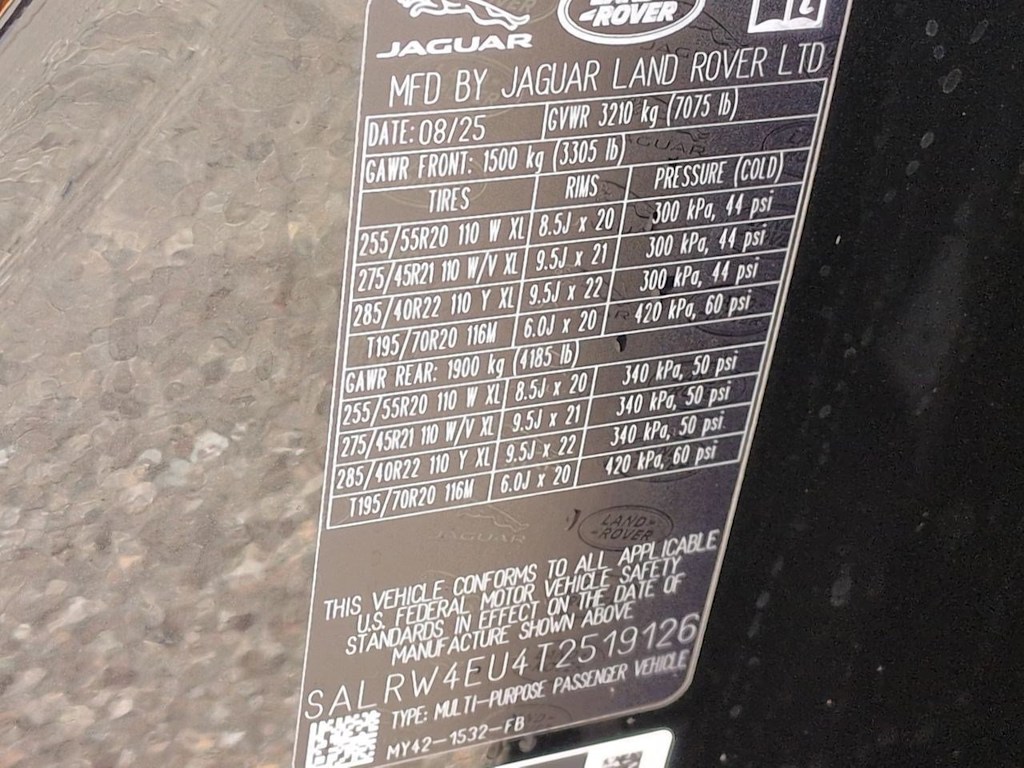 JAGUAR
LAND
-ROVER
MFD BY JAGUAR LAND ROVER LTD
DATE: 08/25 GVWR 3210 kg (7075 lb)
GAWR FRONT: 1500 kg (3305 lb)
TIRES RIMS PRESSURE (COLD)
255/55R20 110 W XL 8.5J x 20 300 kPa, 44 psi
275/45R21 110 W/V XL 9.5J x 21 300 kPa, 44 psi
285/40R22 110 Y XL 9.5J x 22 300 kPa, 44 psi
T195/70R20 116M 6.0J x 20 420 kPa, 60 psi
GAWR REAR: 1900 kg (4185 lb)
255/55R20 110 W XL 8.5J x 20 340 kPa, 50 psi
275/45R21 110 W/V XL 9.5J x 21 340 kPa, 50 psi
285/40R22 110 Y XL 9.5J x 22 340 kPa, 50 psi
T195/70R20 116M 6.0J x 20 420 kPa, 60 psi
JAGUAR
LAND-
-ROVER
THIS VEHICLE CONFORMS TO ALL APPLICABLE
U.S. FEDERAL MOTOR VEHICLE SAFETY
STANDARDS IN EFFECT ON THE DATE OF
MANUFACTURE SHOWN ABOVE
SALRW4EU4T2519126
TYPE: MULTI-PURPOSE PASSENGER VEHICLE
MY42-1532-FB